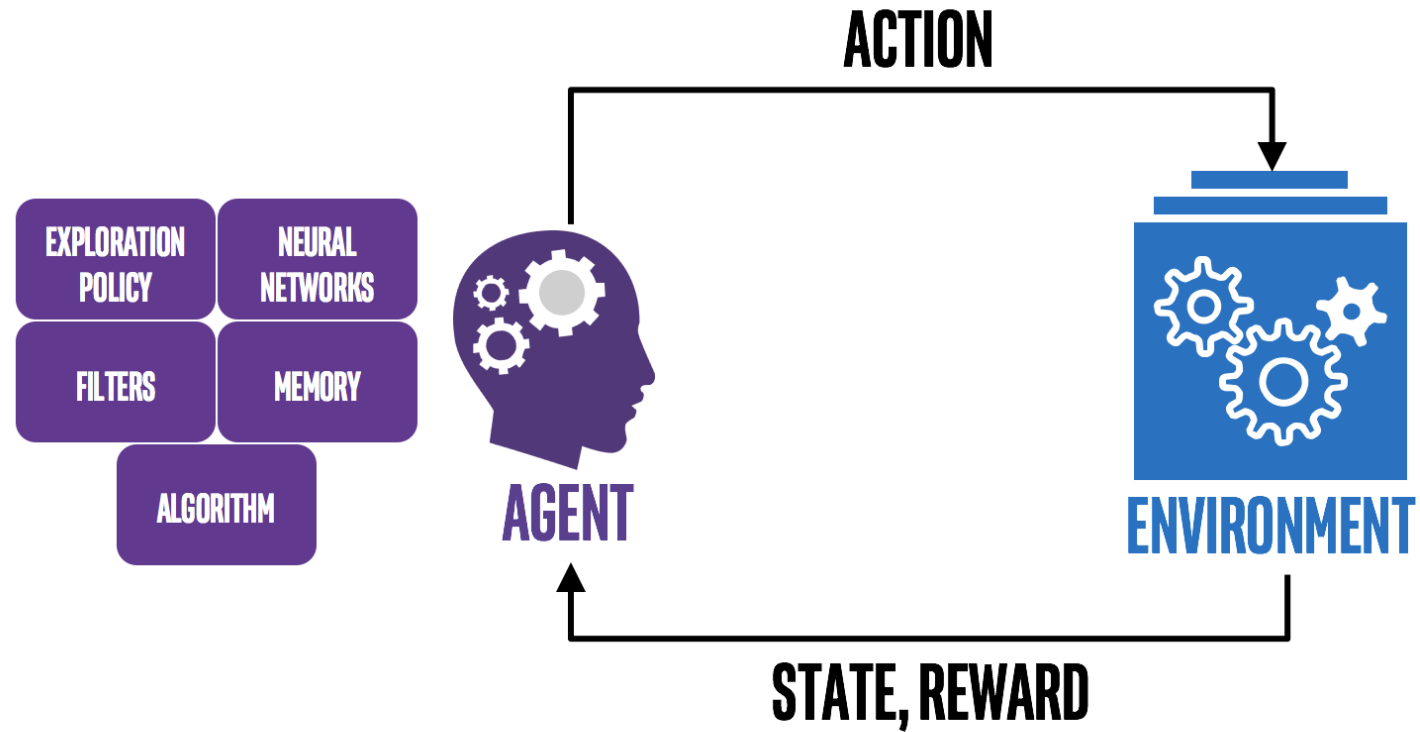 ACTION
EXPLORATION
POLICY
NEURAL
NETWORKS
FILTERS
MEMORY
ALGORITHM
AGENT
ENVIRONMENT
STATE, REWARD